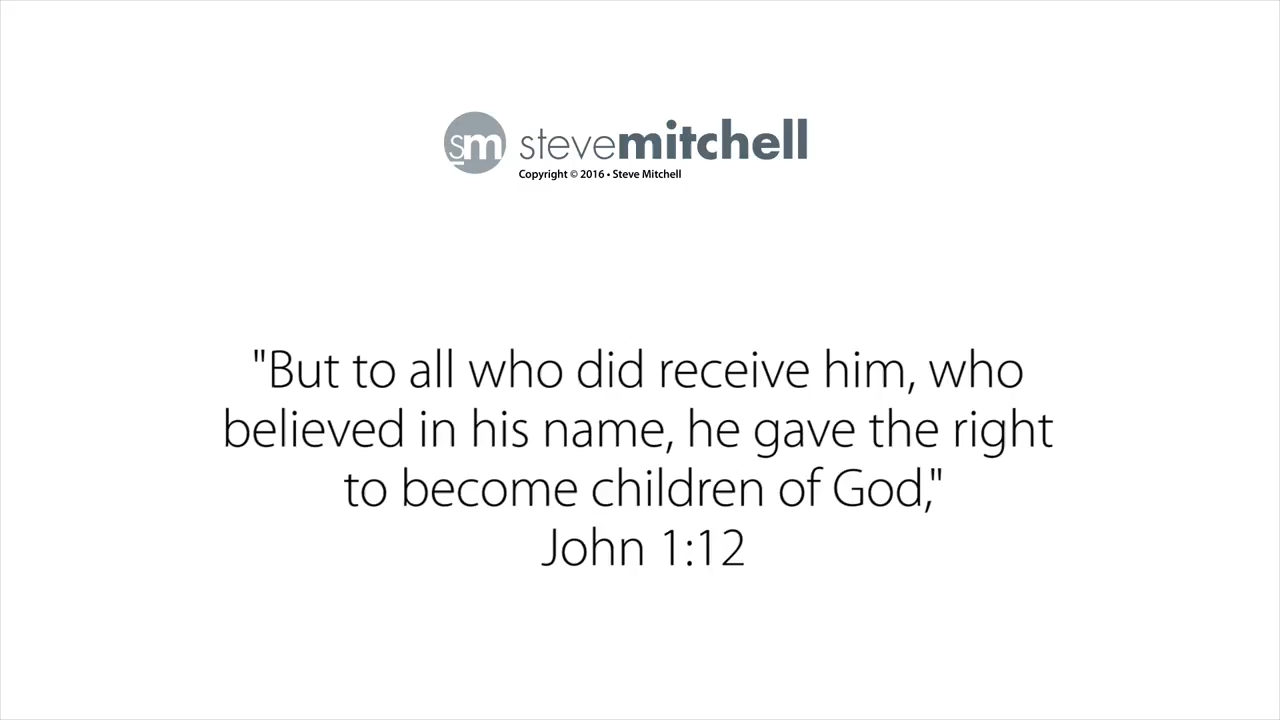 sm stevemitchell
Copyright © 2016 • Steve Mitchell
"But to all who did receive him, who
believed in his name, he gave the right
to become children of God,"
John 1:12